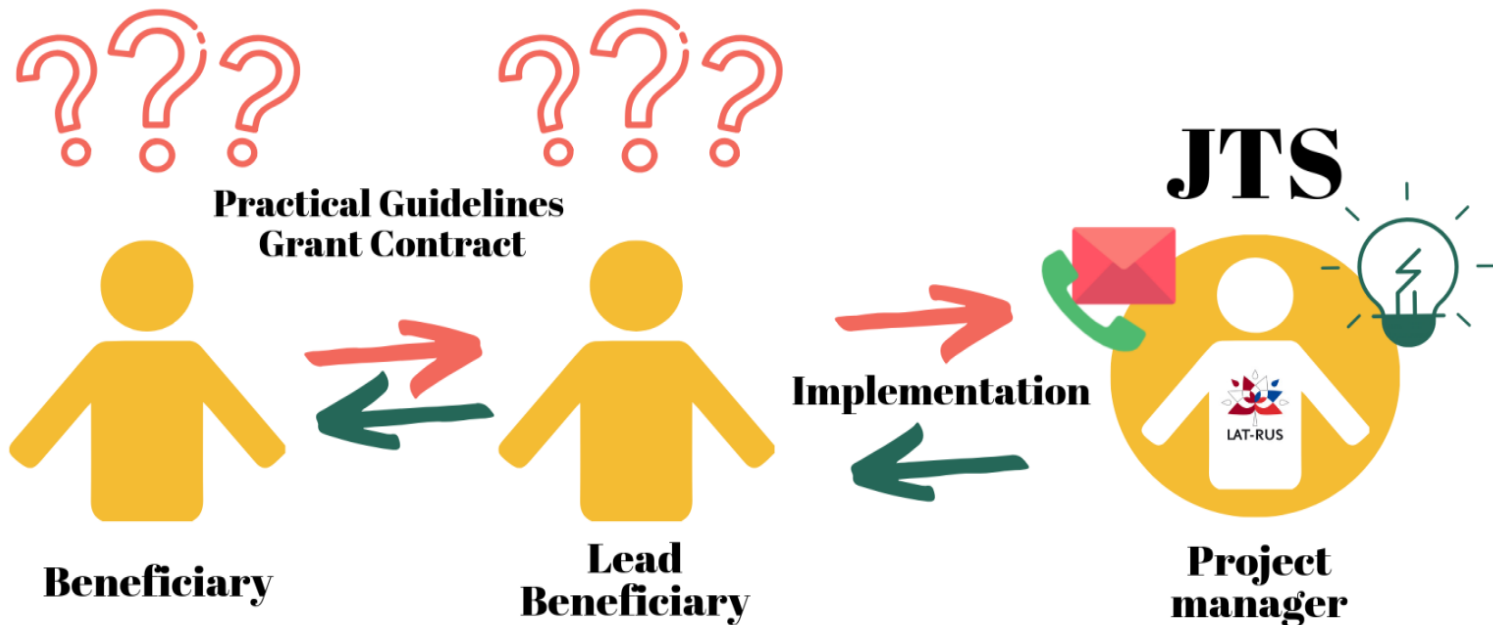 Practical Guidelines
Grant Contract
JTS
Implementation
LAT-RUS
Beneficiary
Lead
Beneficiary
Project
manager